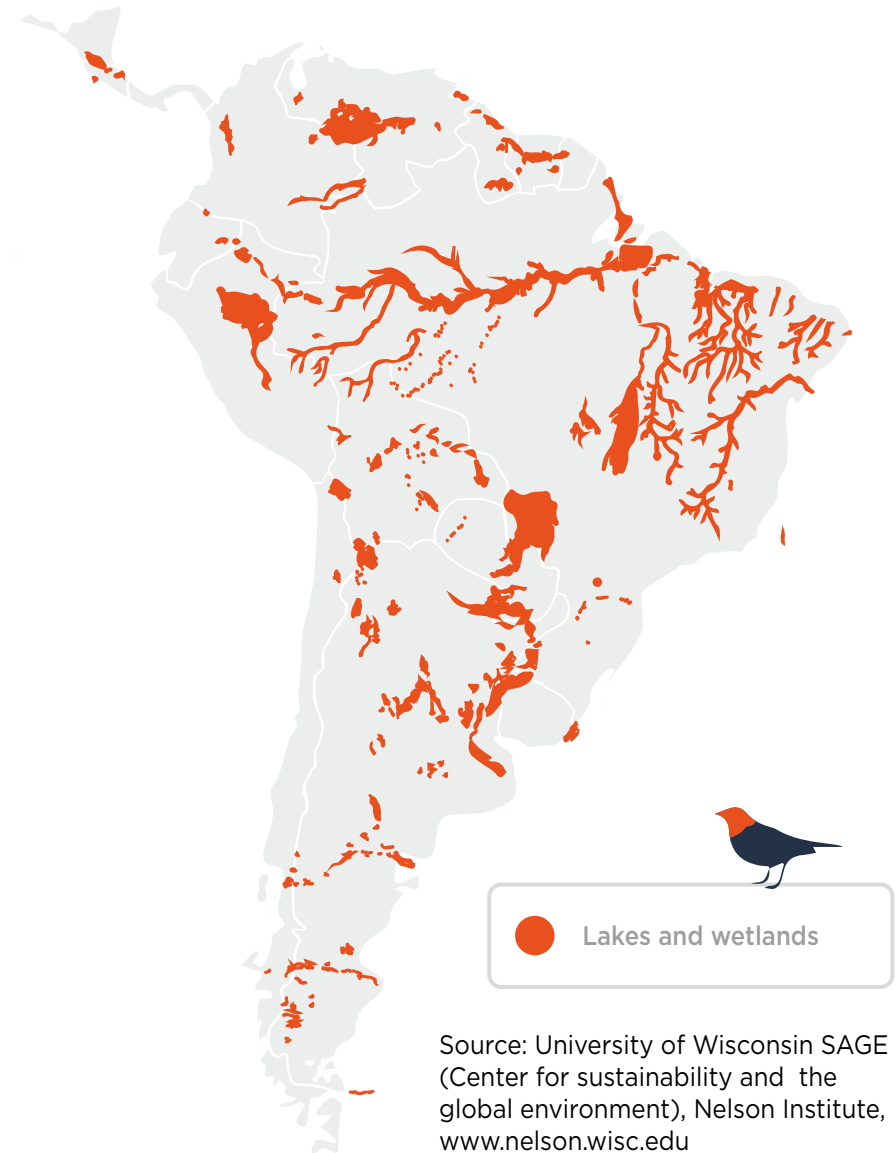 Lakes and wetlands
Source: University of Wisconsin SAGE
(Center for sustainability and the
global environment), Nelson Institute,
www.nelson.wisc.edu